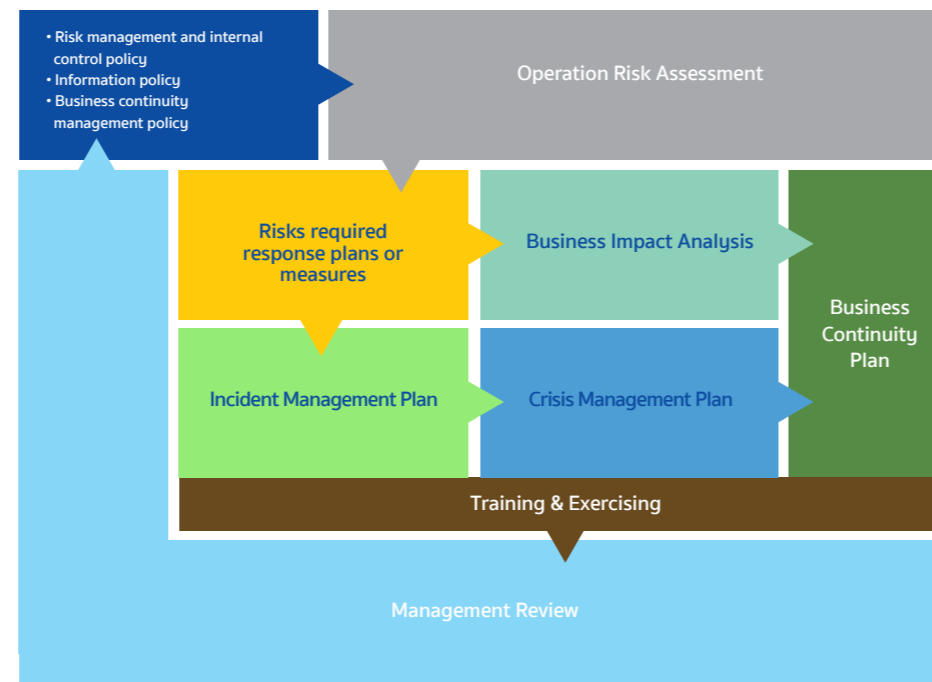 • Risk management and internal
control policy
• Information policy
• Business continuity
management policy
Operation Risk Assessment
Risks required
response plans or
measures
Business Impact Analysis
Business
Continuity
Plan
Incident Management Plan
Crisis Management Plan
Training & Exercising
Management Review